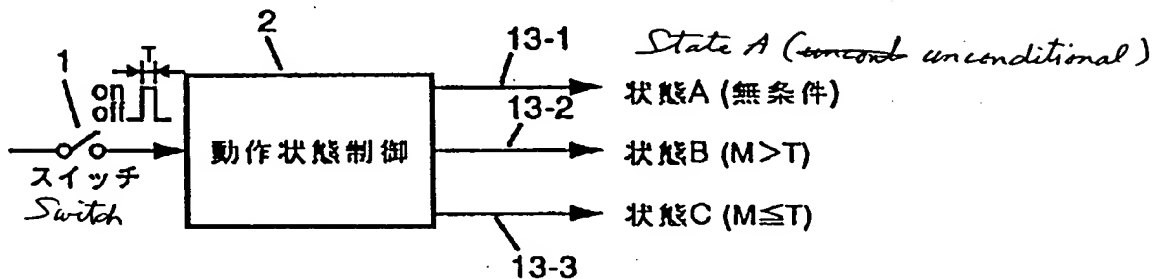 2
13-1
State A (uncond unconditional)
T
1
on
off
状態A (無条件)
13-2
動作状態制御
状態B (M>T)
スイッチ
Switch
状態C (M≦T)
13-3